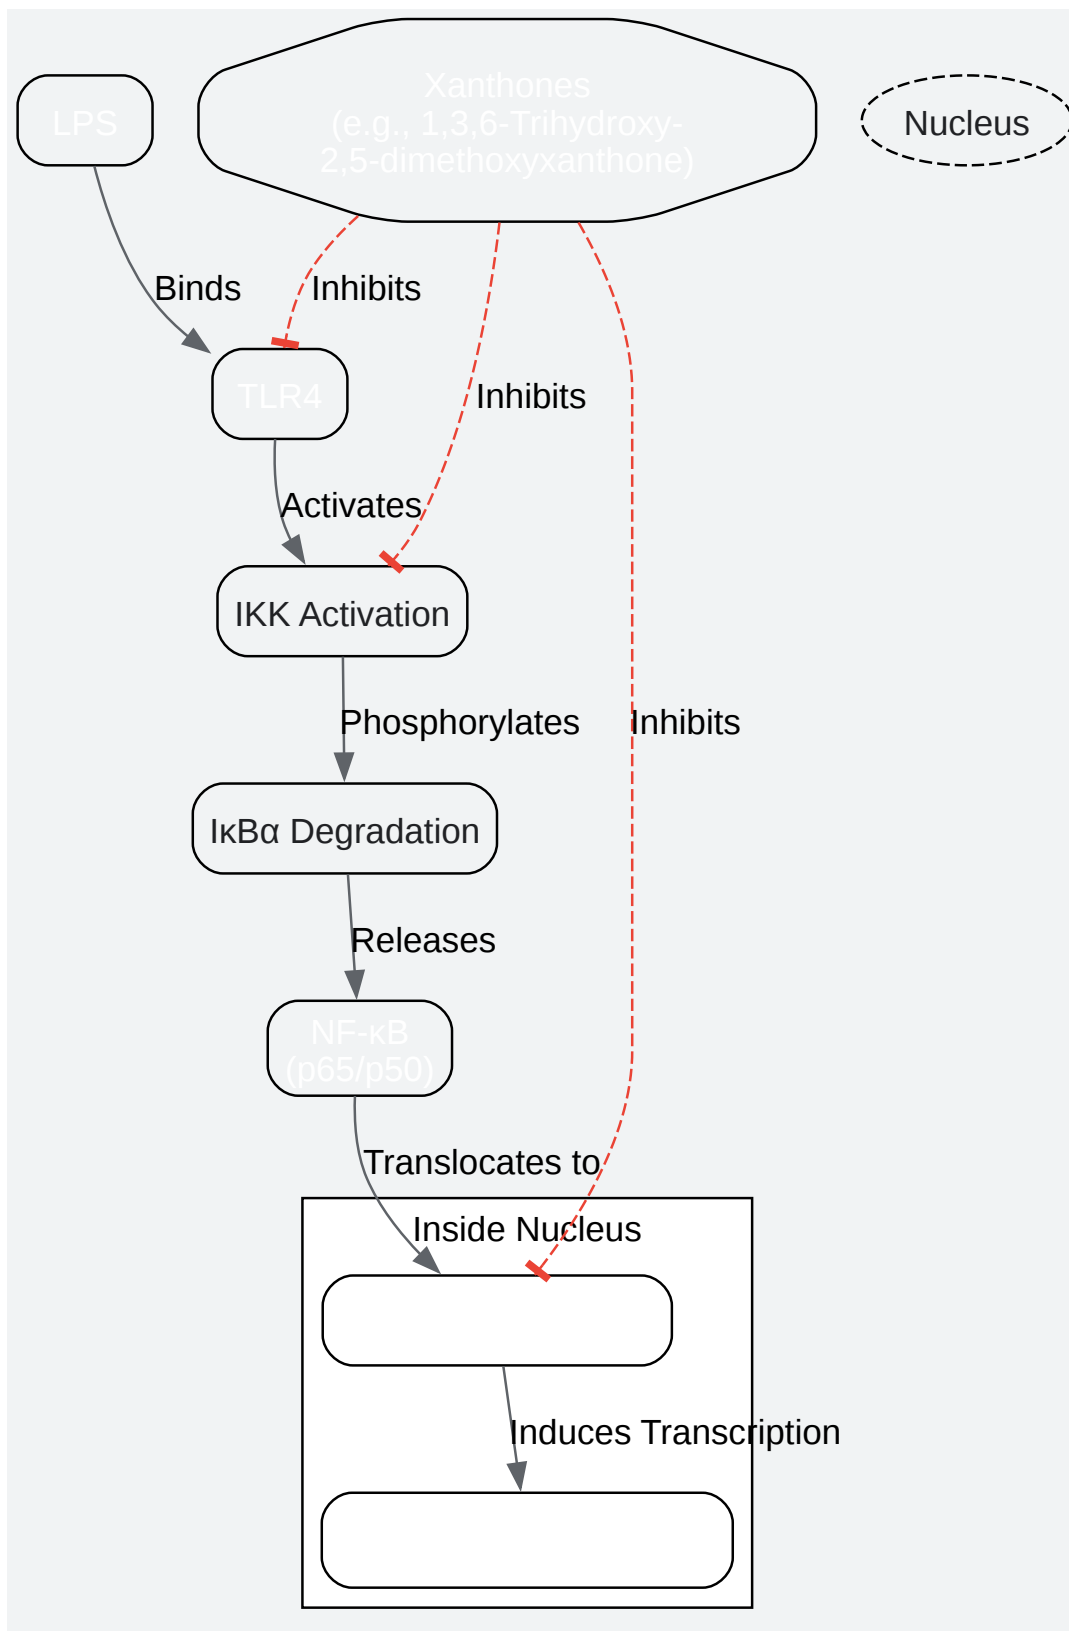 Xanthones
(e.g., 1,3,6-Trihydroxy-
2,5-dimethoxyxanthone)
LPS
Nucleus
Binds
Inhibits
TLR4
Inhibits
Activates
IKK Activation
Phosphorylates
Inhibits
IκBα Degradation
Releases
NF-κB
(p65/p50)
Translocates to
Inside Nucleus
Induces Transcription